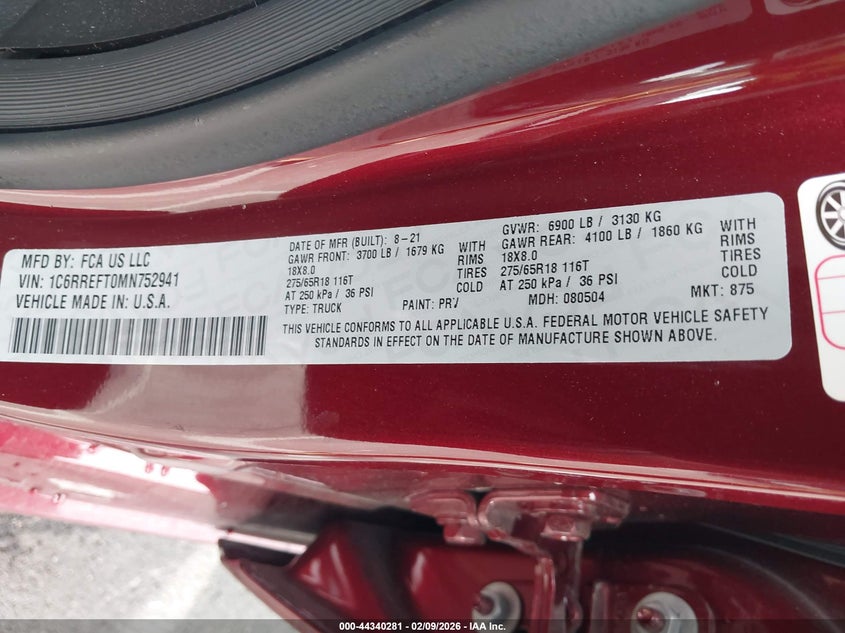 MFD BY: FCA US LLC
VIN: 1C6RREFT0MN752941
VEHICLE MADE IN: U.S.A.
DATE OF MFR (BUILT): 8-21
GAWR FRONT: 3700 LB / 1679 KG WITH
18X8.0 RIMS
275/65R18 116T TIRES
AT 250 kPa / 36 PSI COLD
TYPE: TRUCK PAINT: PRV
GVWR: 6900 LB / 3130 KG
GAWR REAR: 4100 LB / 1860 KG WITH
18X8.0 RIMS
275/65R18 116T TIRES
AT 250 kPa / 36 PSI COLD
MDH: 080504 MKT: 875
THIS VEHICLE CONFORMS TO ALL APPLICABLE U.S.A. FEDERAL MOTOR VEHICLE SAFETY
STANDARDS IN EFFECT ON THE DATE OF MANUFACTURE SHOWN ABOVE.
000-44340281 - 02/09/2026 - IAA Inc.